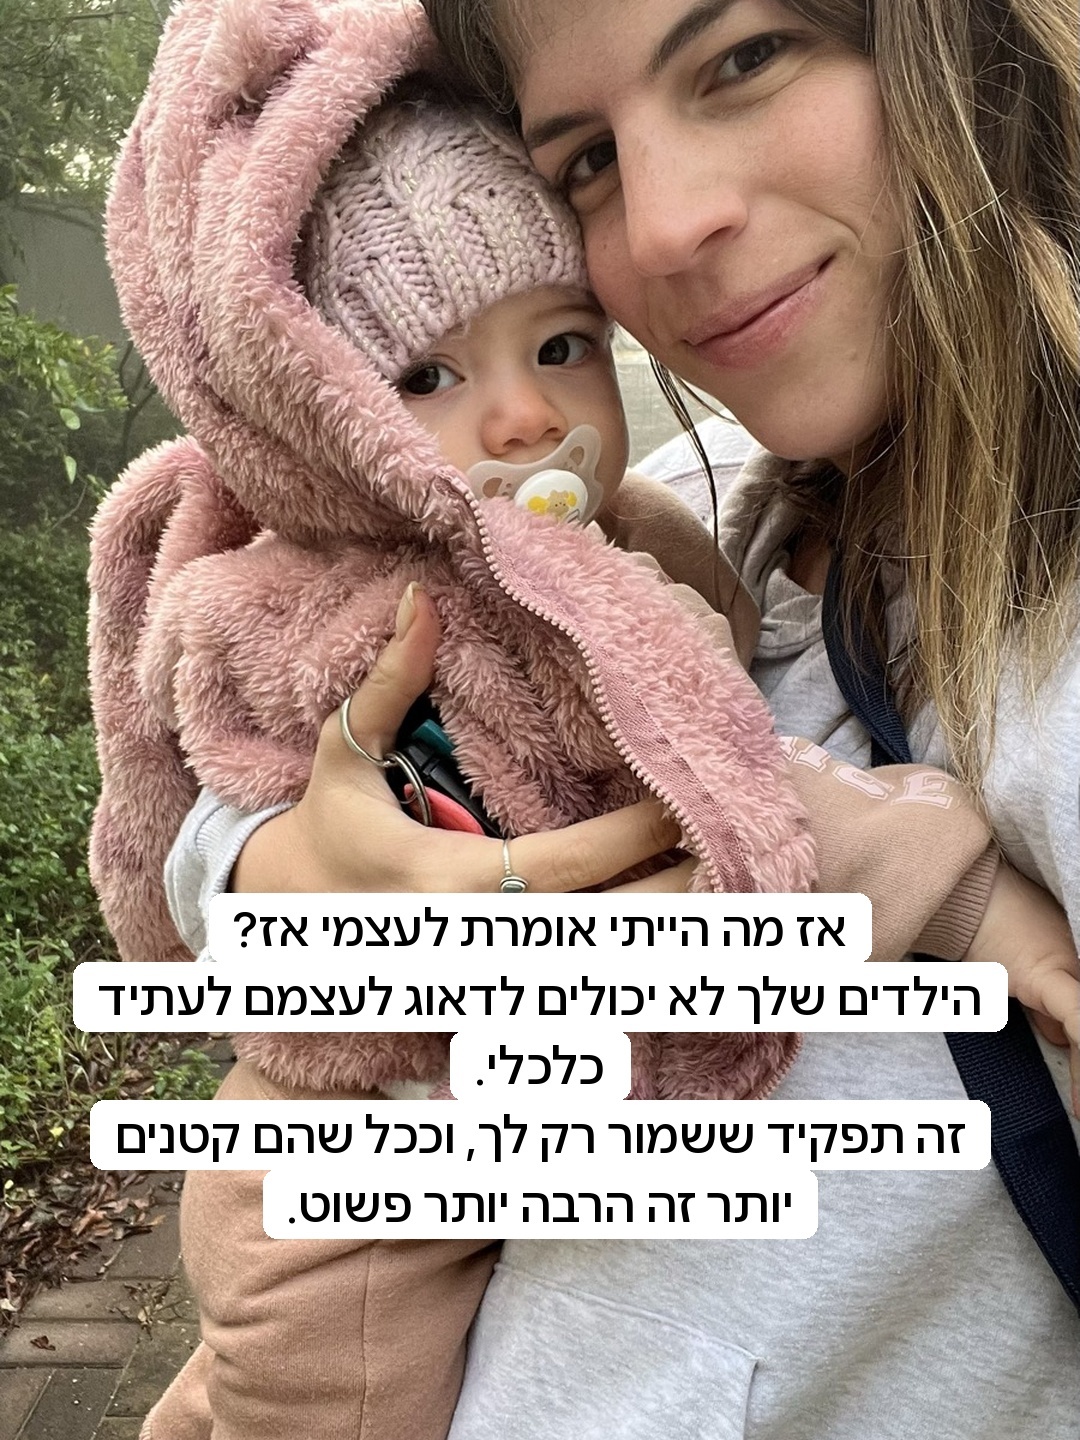 אז מה הייתי אומרת לעצמי אז?
הילדים שלך לא יכולים לדאוג לעצמם לעתיד
כלכלי.
זה תפקיד ששמור רק לך, וככל שהם קטנים
יותר זה הרבה יותר פשוט.